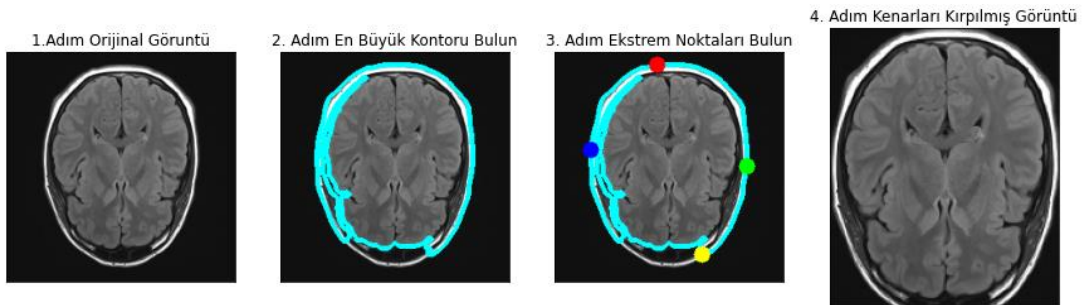 1.Adım Orijinal Göruntü
2. Adım En Büyük Kontoru Bulun
3. Adım Ekstrem Noktaları Bulun
4. Adım Kenarları Kırpılmış Görüntü